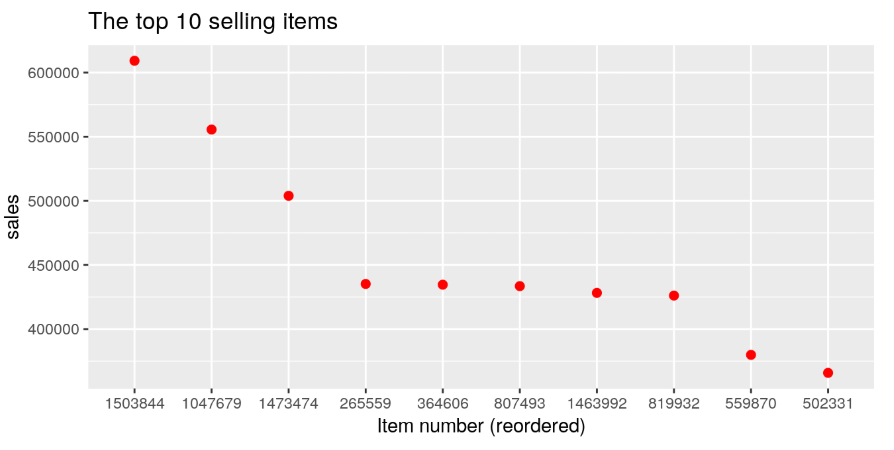 The top 10 selling items
sales
600000
550000
500000
450000
400000
1503844 1047679 1473474 265559 364606 807493 1463992 819932 559870 502331
Item number (reordered)